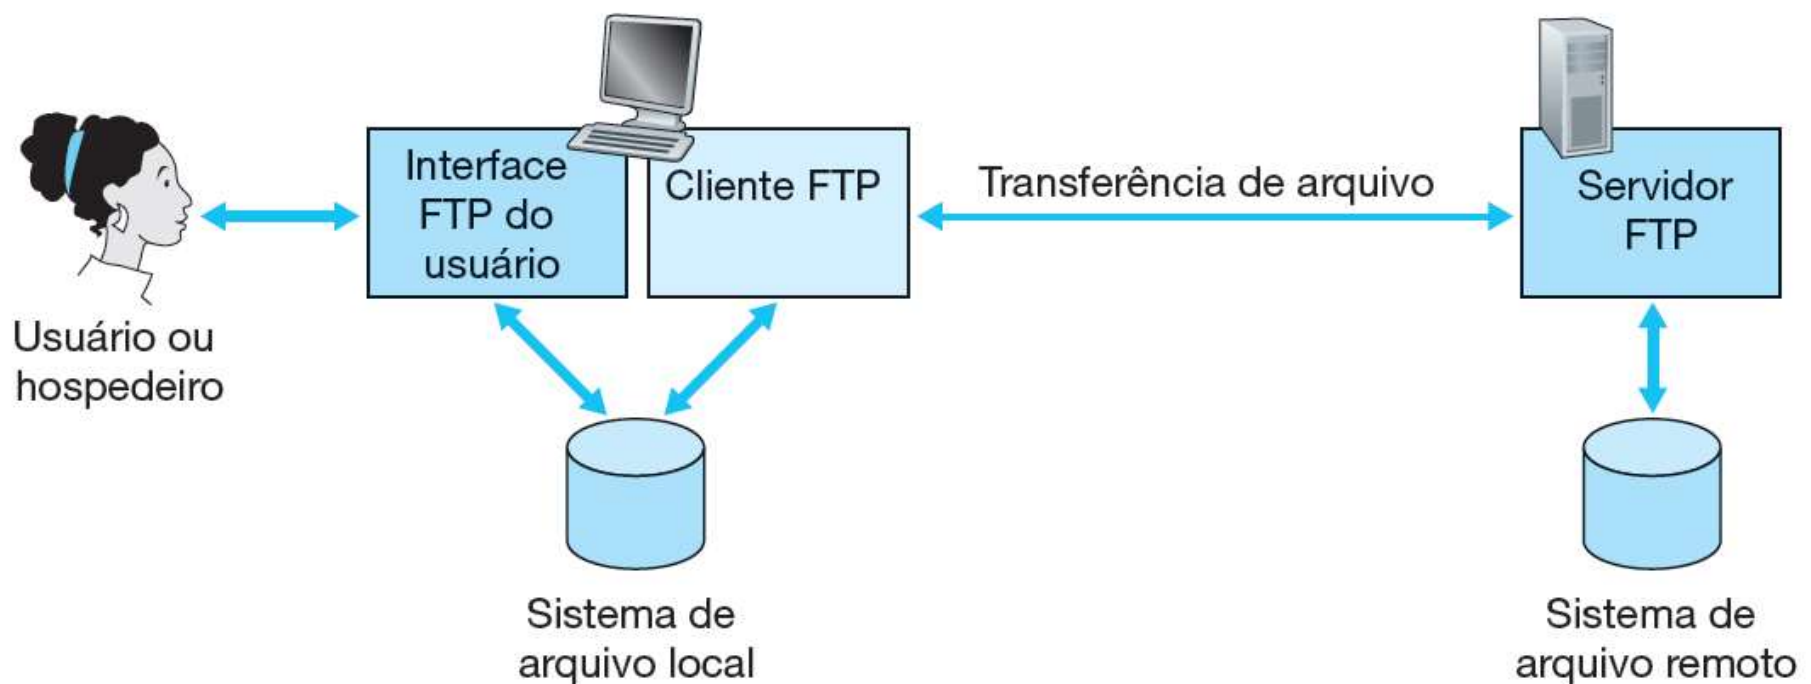 Usuário ou
hospedeiro
Interface
FTP do
usuário
Cliente FTP
Transferência de arquivo
Servidor
FTP
Sistema de
arquivo local
Sistema de
arquivo remoto